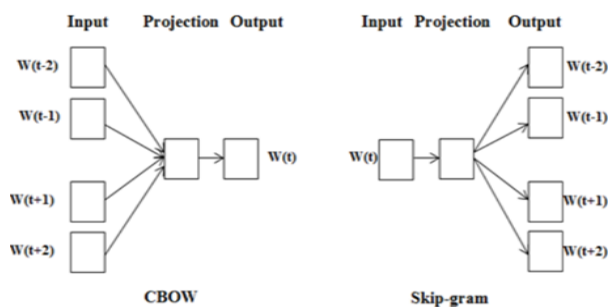 Input Projection Output
W(t-2)
W(t-1)
W(t+1)
W(t+2)
W(t)
CBOW
Input Projection Output
W(t)
W(t-2)
W(t-1)
W(t+1)
W(t+2)
Skip-gram